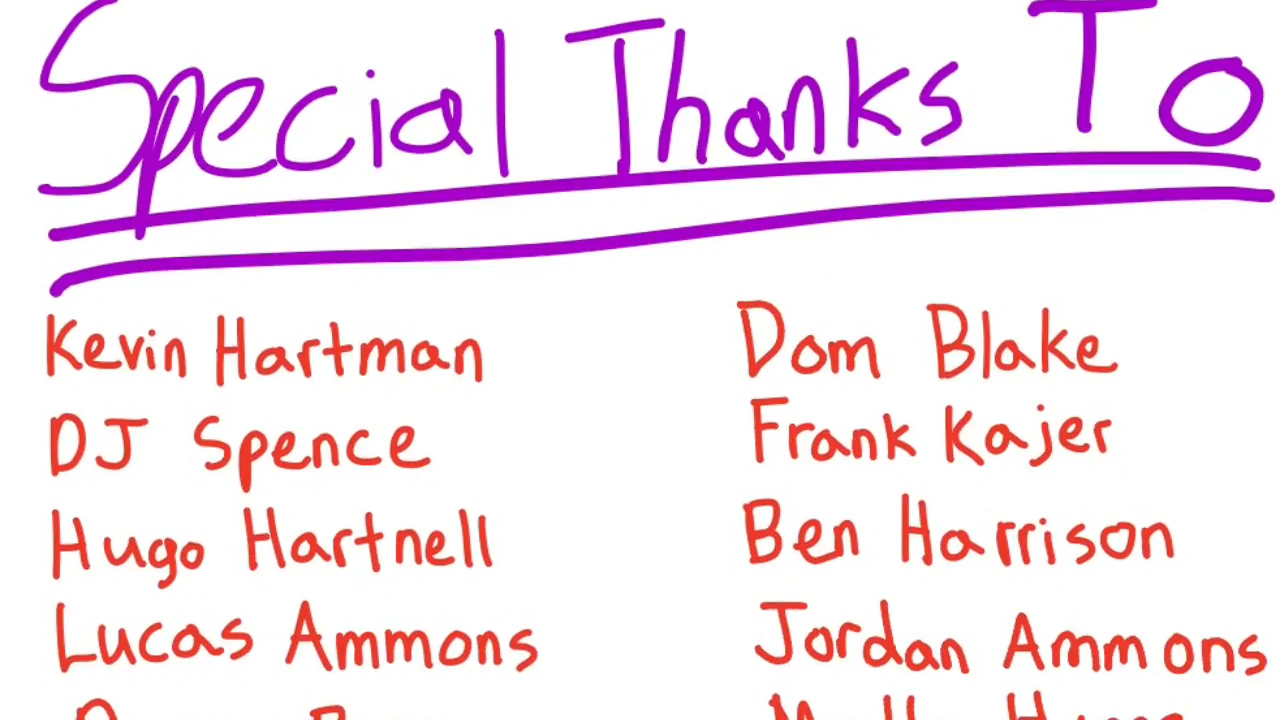 Special Thanks To
Kevin Hartman
Dom Blake
DJ Spence
Frank Kajer
Hugo Hartnell
Ben Harrison
Lucas Ammons
Jordan Ammons